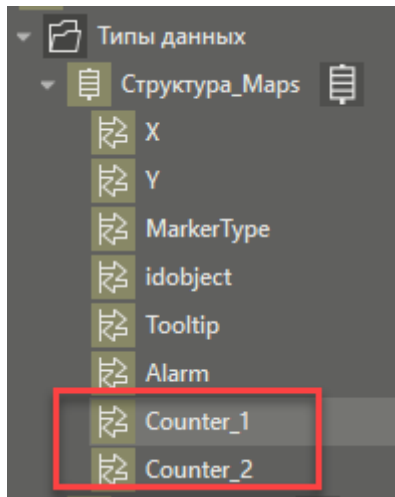 Типы данных
Структура_Maps
X
Y
MarkerType
idobject
Tooltip
Alarm
Counter_1
Counter_2